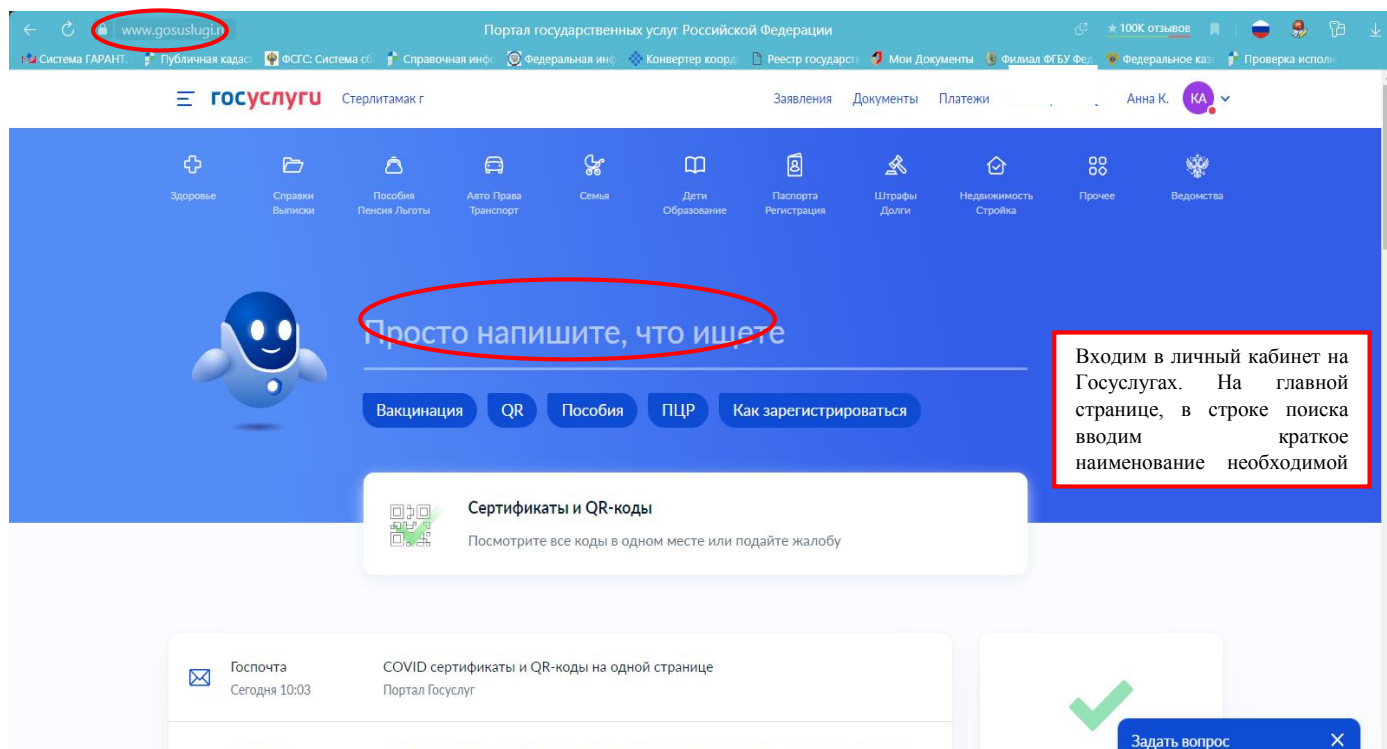 www.gosuslugi.r
Портал государственных услуг Российской Федерации
★ 100K отзывов
Система ГАРАНТ. Публичная кадас ФСГС: Система сб Справочная инфо Федеральная инф Конвертер коорд Реестр государст Мои Документы Филиал ФГБУ Фед Федеральное каз Проверка исполн
госуслуги Стерлитамак г Заявления Документы Платежи Анна К. КА
Здоровье Справки Пособия Авто Права Семья Дети Паспорта Штрафы Недвижимость Прочее Ведомства
Выписки Пенсия Льготы Транспорт Образование Регистрация Долги Стройка
Просто напишите, что ищете
Вакцинация QR Пособия ПЦР Как зарегистрироваться
Входим в личный кабинет на
Госуслугах. На главной
странице, в строке поиска
вводим краткое
наименование необходимой
Сертификаты и QR-коды
Посмотрите все коды в одном месте или подайте жалобу
Госпочта COVID сертификаты и QR-коды на одной странице
Сегодня 10:03 Портал Госуслуг
Задать вопрос